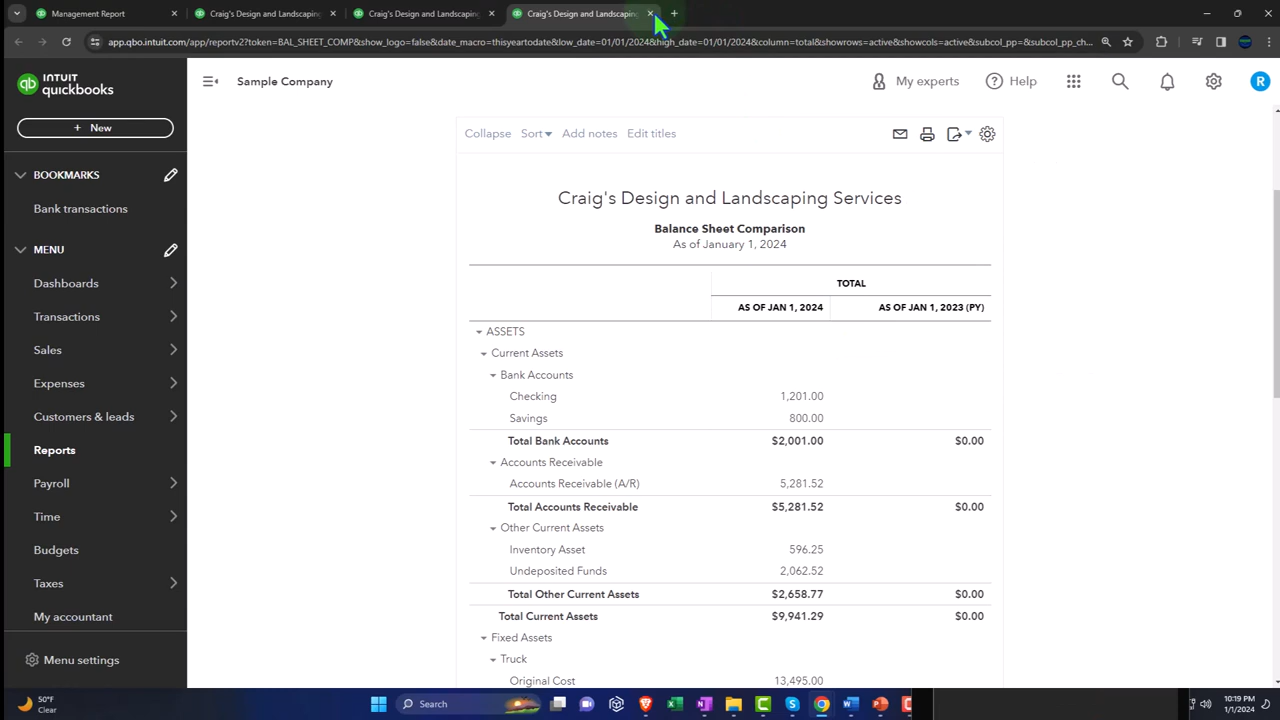 Management Report
Craig's Design and Landscaping
Craig's Design and Landscaping
Craig's Design and Landscaping
app.qbo.intuit.com/app/report2?token=BAL_SHEET_COMP&show_logo=false&date_macro=thisyeartodate&low_date=01/01/2024&high_date=01/01/2024&column=total&showrows=active&showcols=active&subcol_pp=&subcol_pp_ch...
INTUIT
quickbooks
Sample Company
My experts
Help
R
+ New
BOOKMARKS
Bank transactions
MENU
Dashboards
Transactions
Sales
Expenses
Customers & leads
Reports
Payroll
Time
Budgets
Taxes
My accountant
Menu settings
Collapse Sort Add notes Edit titles
Craig's Design and Landscaping Services
Balance Sheet Comparison
As of January 1, 2024
TOTAL
AS OF JAN 1, 2024 AS OF JAN 1, 2023 (PY)
ASSETS
Current Assets
Bank Accounts
Checking 1,201.00
Savings 800.00
Total Bank Accounts $2,001.00 $0.00
Accounts Receivable
Accounts Receivable (A/R) 5,281.52
Total Accounts Receivable $5,281.52 $0.00
Other Current Assets
Inventory Asset 596.25
Undeposited Funds 2,062.52
Total Other Current Assets $2,658.77 $0.00
Total Current Assets $9,941.29 $0.00
Fixed Assets
Truck
Original Cost 13,495.00
50°F
Clear
Search
10:19 PM
1/1/2024